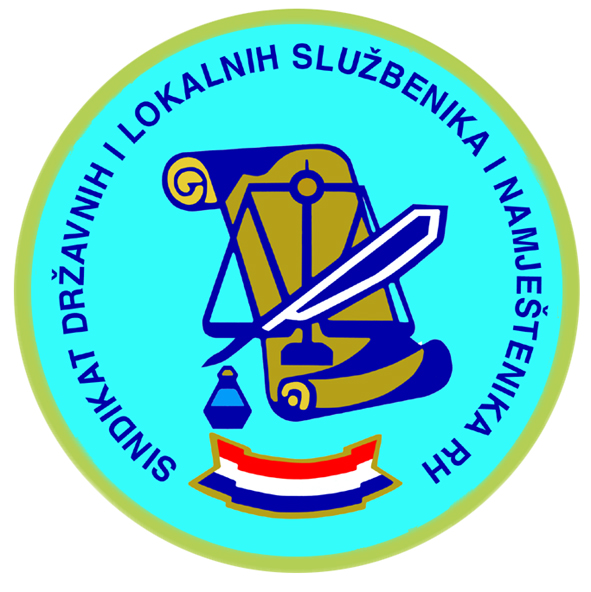 SINDIKAT DRŽAVNIH I LOKALNIH SLUŽBENIKA I NAMJEŠTENIKA RH